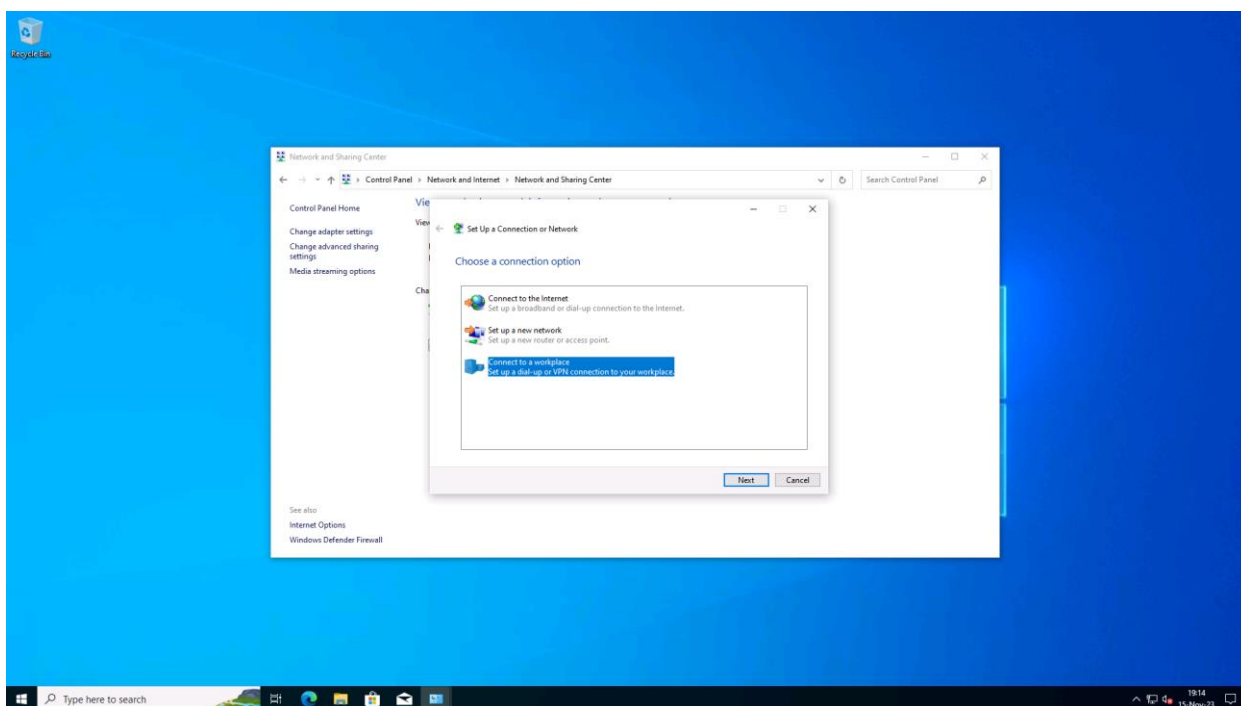 Recycle Bin
Network and Sharing Center
Control Panel > Network and Internet > Network and Sharing Center
Search Control Panel
Control Panel Home
Change adapter settings
Change advanced sharing
settings
Media streaming options
See also
Internet Options
Windows Defender Firewall
Vie
View
Cha
Set Up a Connection or Network
Choose a connection option
Connect to the Internet
Set up a broadband or dial-up connection to the Internet.
Set up a new network
Set up a new router or access point.
Connect to a workplace
Set up a dial-up or VPN connection to your workplace.
Next
Cancel
Type here to search
19:14
15-Nov-23